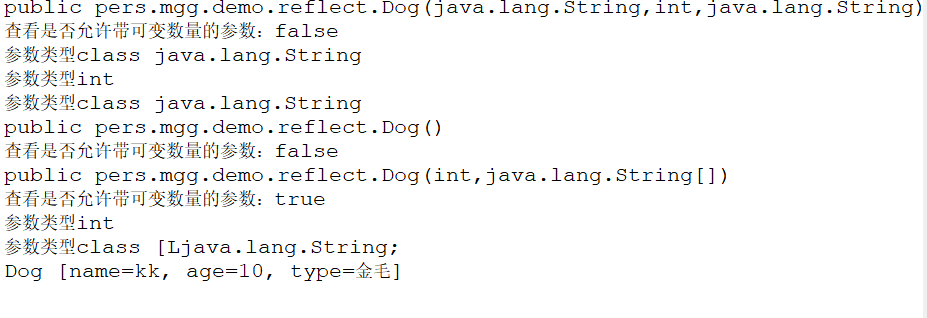 public pers.mgg.demo.reflect.Dog(java.lang.String,int,java.lang.String)
查看是否允许带可变数量的参数：false
参数类型class java.lang.String
参数类型int
参数类型class java.lang.String
public pers.mgg.demo.reflect.Dog()
查看是否允许带可变数量的参数：false
public pers.mgg.demo.reflect.Dog(int,java.lang.String[])
查看是否允许带可变数量的参数：true
参数类型int
参数类型class [Ljava.lang.String;
Dog [name=kk, age=10, type=金毛]